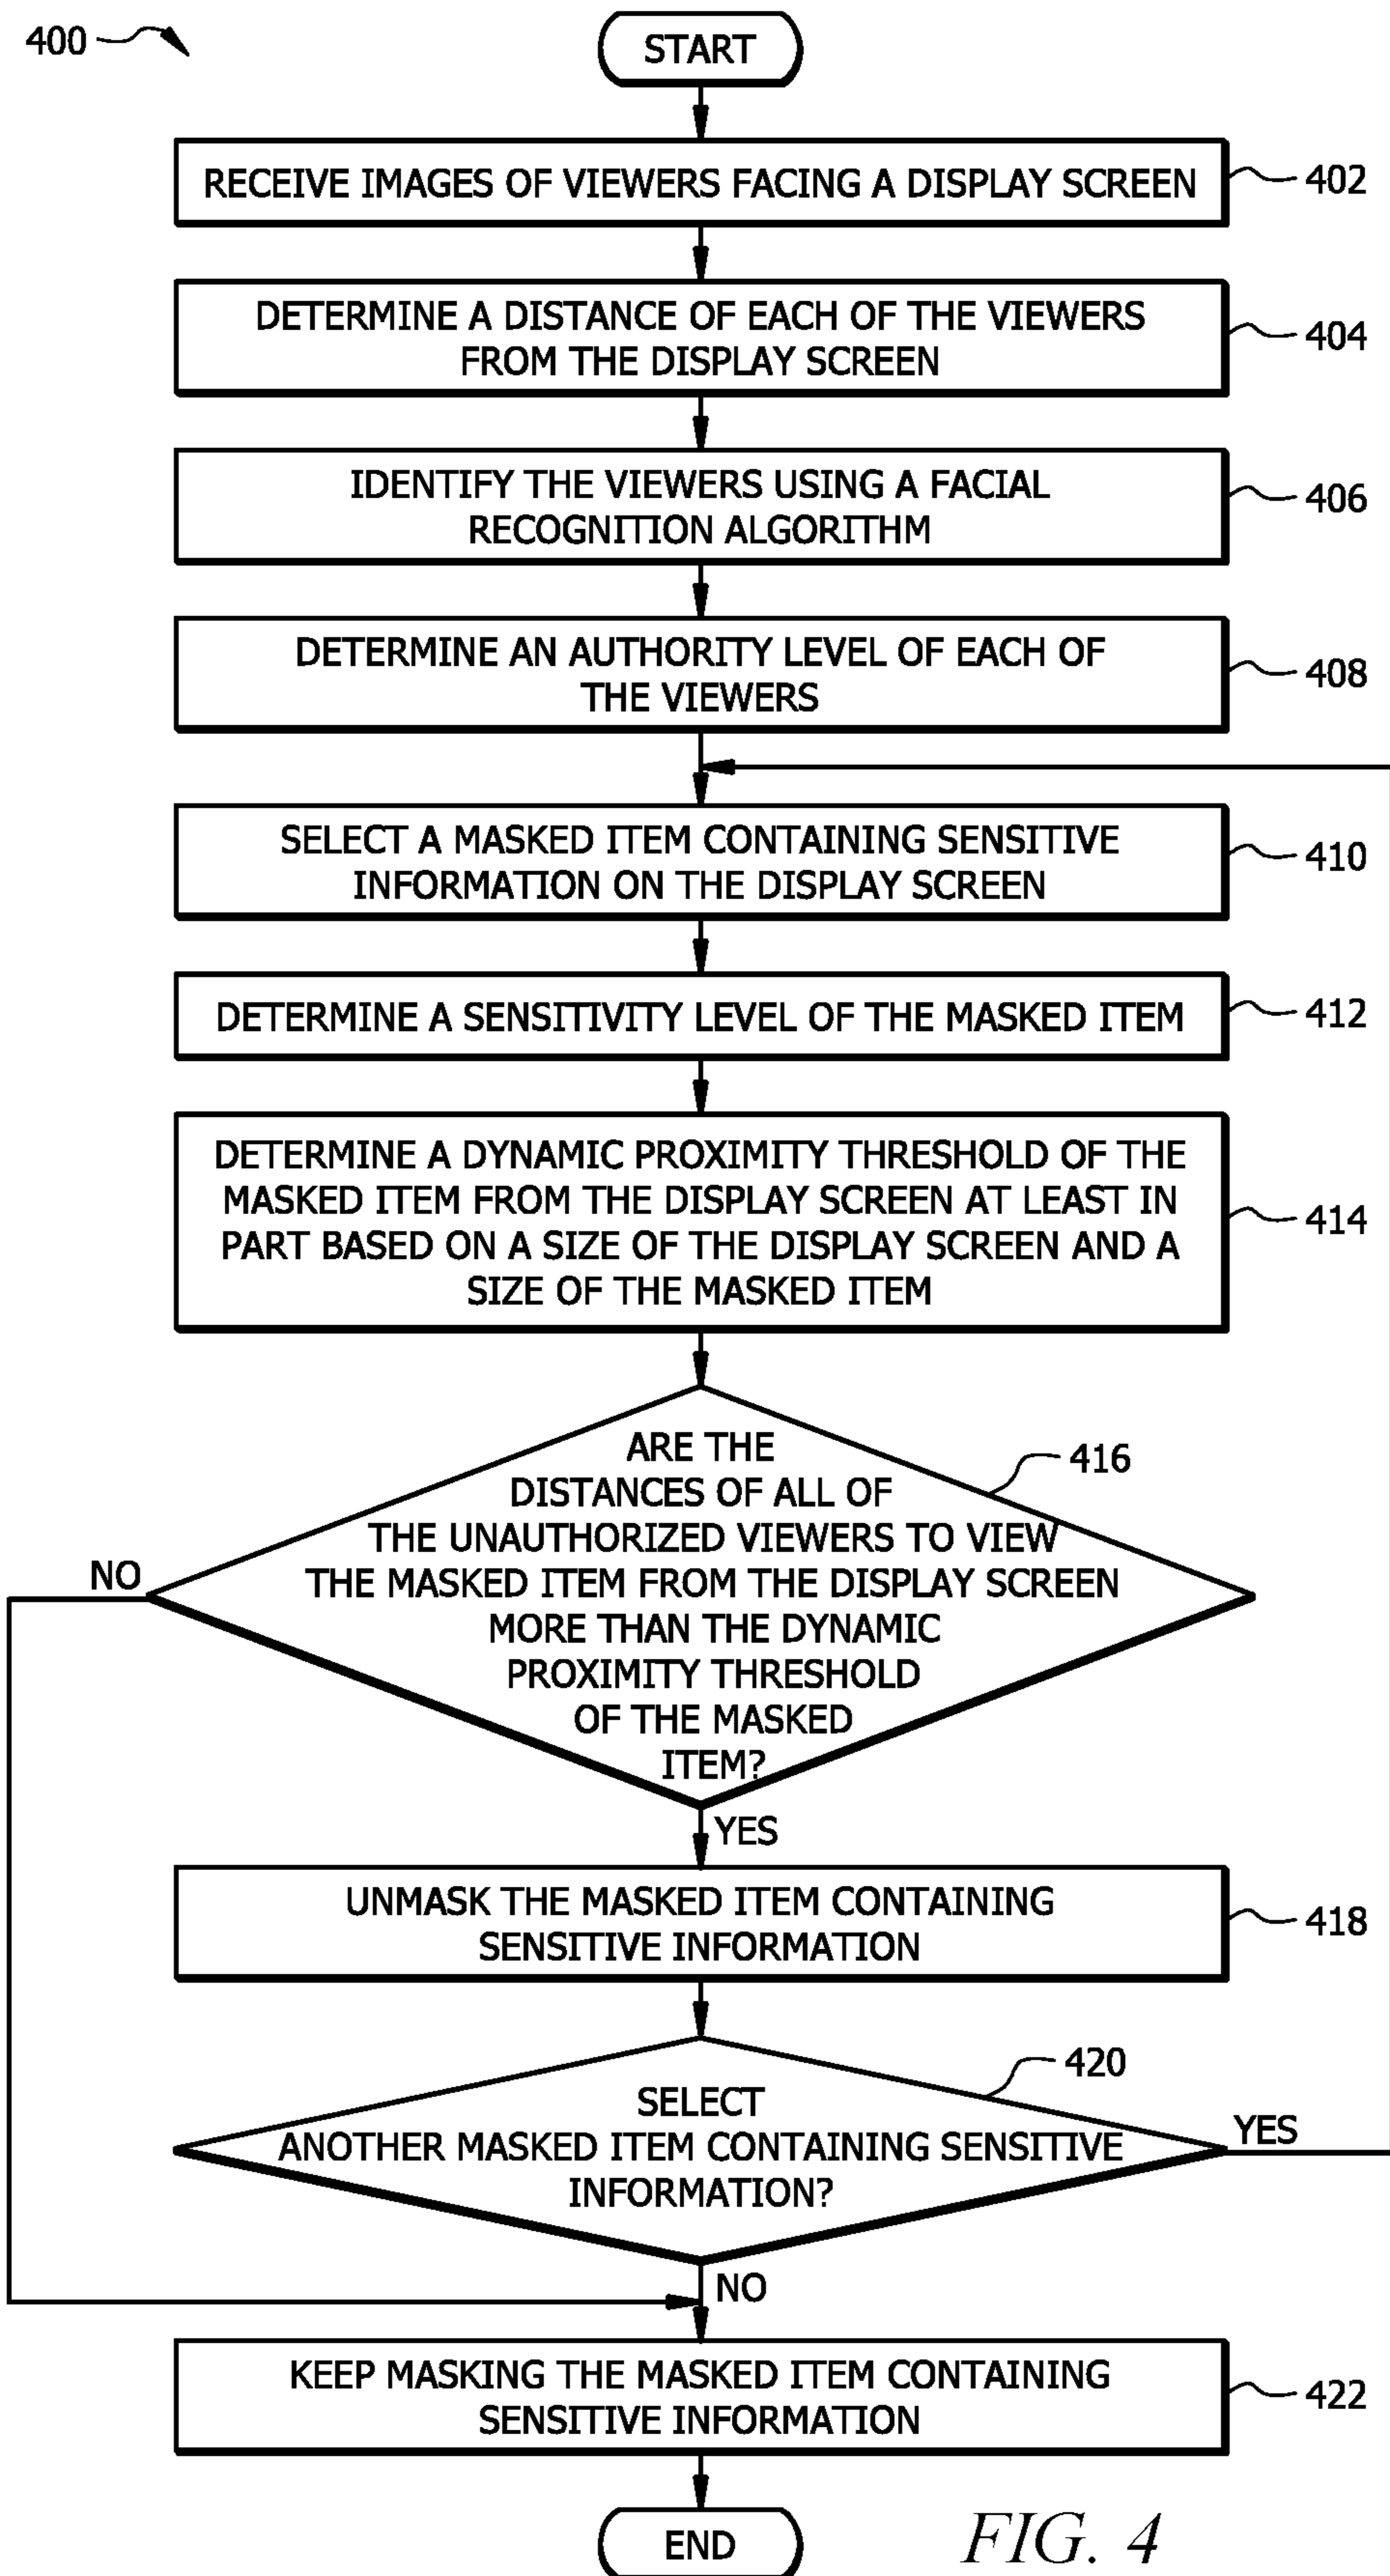 400
START
RECEIVE IMAGES OF VIEWERS FACING A DISPLAY SCREEN
402
DETERMINE A DISTANCE OF EACH OF THE VIEWERS
FROM THE DISPLAY SCREEN
404
IDENTIFY THE VIEWERS USING A FACIAL
RECOGNITION ALGORITHM
406
DETERMINE AN AUTHORITY LEVEL OF EACH OF
THE VIEWERS
408
SELECT A MASKED ITEM CONTAINING SENSITIVE
INFORMATION ON THE DISPLAY SCREEN
410
DETERMINE A SENSITIVITY LEVEL OF THE MASKED ITEM
412
DETERMINE A DYNAMIC PROXIMITY THRESHOLD OF THE
MASKED ITEM FROM THE DISPLAY SCREEN AT LEAST IN
PART BASED ON A SIZE OF THE DISPLAY SCREEN AND A
SIZE OF THE MASKED ITEM
414
ARE THE
DISTANCES OF ALL OF
THE UNAUTHORIZED VIEWERS TO VIEW
THE MASKED ITEM FROM THE DISPLAY SCREEN
MORE THAN THE DYNAMIC
PROXIMITY THRESHOLD
OF THE MASKED
ITEM?
416
NO
YES
UNMASK THE MASKED ITEM CONTAINING
SENSITIVE INFORMATION
418
SELECT
ANOTHER MASKED ITEM CONTAINING SENSITIVE
INFORMATION?
420
YES
NO
KEEP MASKING THE MASKED ITEM CONTAINING
SENSITIVE INFORMATION
422
END
FIG. 4